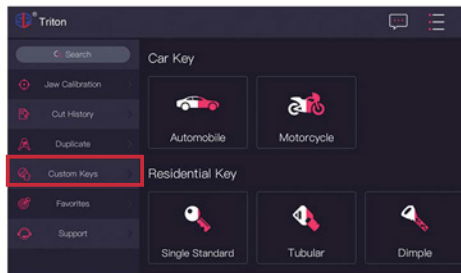 Triton
Search
Jaw Calibration
Cut History
Duplicate
Custom Keys
Favorites
Support
Car Key
Automobile
Motorcycle
Residential Key
Single Standard
Tubular
Dimple